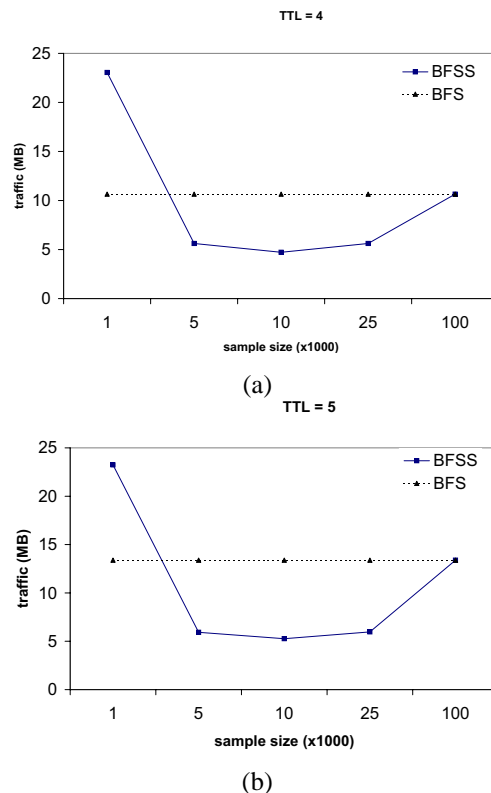 TTL = 4
25
BFSS
20
BFS
15
traffic (MB)
10
5
0
1 5 10 25 100
sample size (x1000)
(a)
TTL = 5
25
BFSS
20
BFS
15
traffic (MB)
10
5
0
1 5 10 25 100
sample size (x1000)
(b)